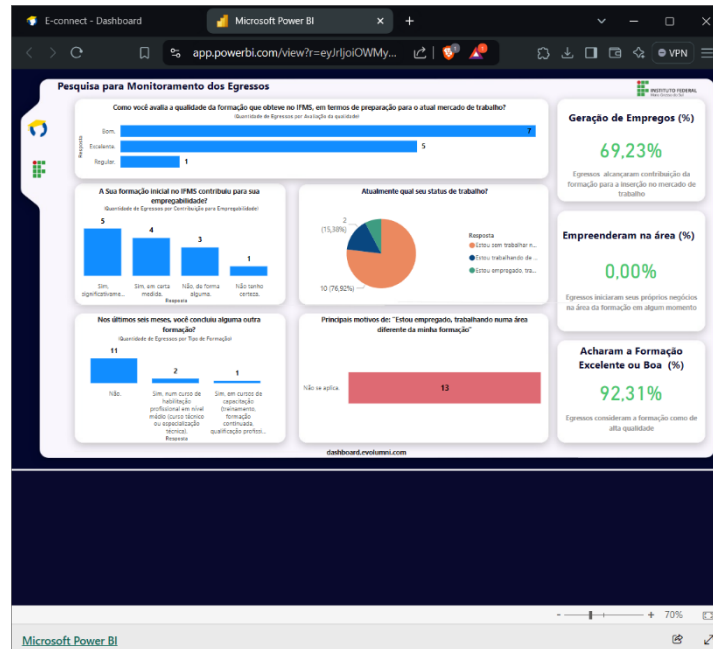 E-connect - Dashboard
Microsoft Power BI
app.powerbi.com/view?r=eyJrIjoiOWMy...
VPN
Pesquisa para Monitoramento dos Egressos
INSTITUTO FEDERAL
Mato Grosso do Sul
Como você avalia a qualidade da formação que obteve no IFMS, em termos de preparação para o atual mercado de trabalho?
(Quantidade de Egressos por Avaliação da qualidade)
Resposta
Bom.
7
Excelente.
5
Regular.
1
A Sua formação inicial no IFMS contribuiu para sua
empregabilidade?
(Quantidade de Egressos por Contribuição para Empregabilidade)
5
4
3
1
Sim,
significativame...
Sim, em certa
medida.
Não, de forma
alguma.
Não tenho
certeza.
Resposta
Atualmente qual seu status de trabalho?
2
(15,38%)
10 (76,92%)
Resposta
Estou sem trabalhar n...
Estou trabalhando de ...
Estou empregado, tra...
Nos últimos seis meses, você concluiu alguma outra
formação?
(Quantidade de Egressos por Tipo de Formação)
11
2
1
Não.
Sim, num curso de
habilitação
profissional em nível
médio (curso técnico
ou especialização
técnica).
Sim, em cursos de
capacitação
(treinamento,
formação
continuada,
qualificação profissi...
Resposta
Principais motivos de: "Estou empregado, trabalhando numa área
diferente da minha formação"
Não se aplica.
13
Geração de Empregos (%)
69,23%
Egressos alcançaram contribuição da
formação para a inserção no mercado de
trabalho
Empreenderam na área (%)
0,00%
Egressos iniciaram seus próprios negócios
na área da formação em algum momento
Acharam a Formação
Excelente ou Boa (%)
92,31%
Egressos consideram a formação como de
alta qualidade
dashboard.evolumni.com
- + 70%
Microsoft Power BI